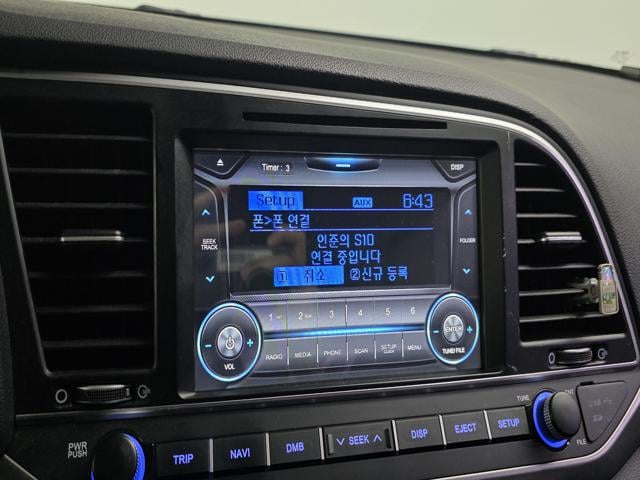 Timer : 3
DISP
Setup AUX 6:43
폰>폰 연결
SEEK
TRACK
인준의 S10
연결 중입니다
① 취소 ②신규 등록
FOLDER
1 2 3 4 5 6
RADIO MEDIA PHONE SCAN SETUP CLOCK MENU
VOL
ENTER
TUNE/ FILE
PWR
PUSH
TRIP NAVI DMB ∨ SEEK ∧ DISP EJECT SETUP
TUNE
FILE